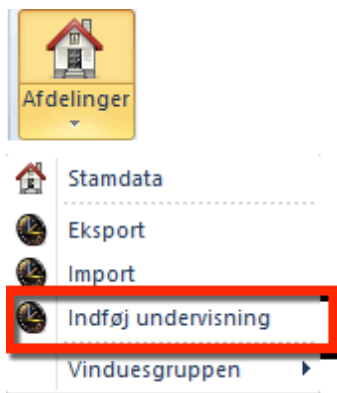 Afdelinger
Stamdata
Eksport
Import
Indføj undervisning
Vinduesgruppen